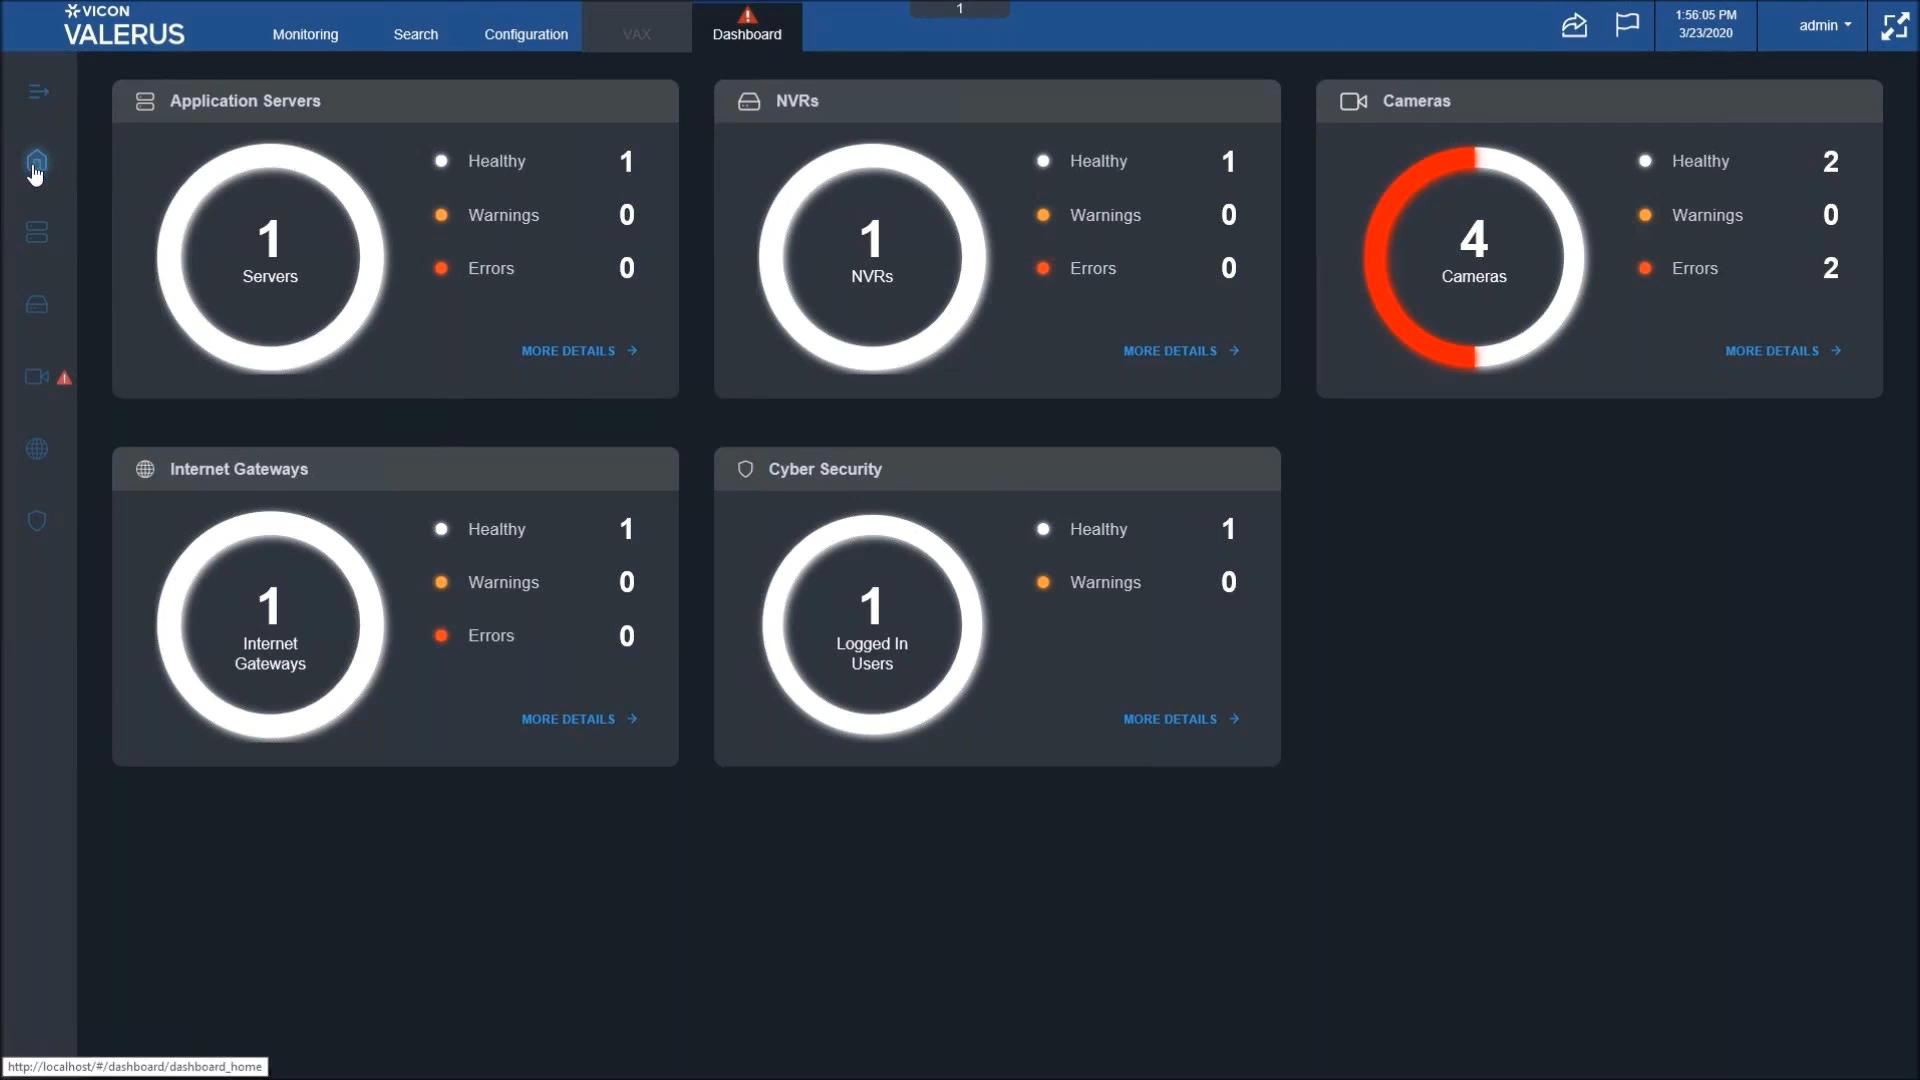 VICON
VALERUS
Monitoring
Search
Configuration
VAX
Dashboard
1
1:56:05 PM
3/23/2020
admin
Application Servers
1
Servers
Healthy 1
Warnings 0
Errors 0
MORE DETAILS
NVRs
1
NVRs
Healthy 1
Warnings 0
Errors 0
MORE DETAILS
Cameras
4
Cameras
Healthy 2
Warnings 0
Errors 2
MORE DETAILS
Internet Gateways
1
Internet
Gateways
Healthy 1
Warnings 0
Errors 0
MORE DETAILS
Cyber Security
1
Logged In
Users
Healthy 1
Warnings 0
MORE DETAILS
http://localhost/#/dashboard/dashboard_home